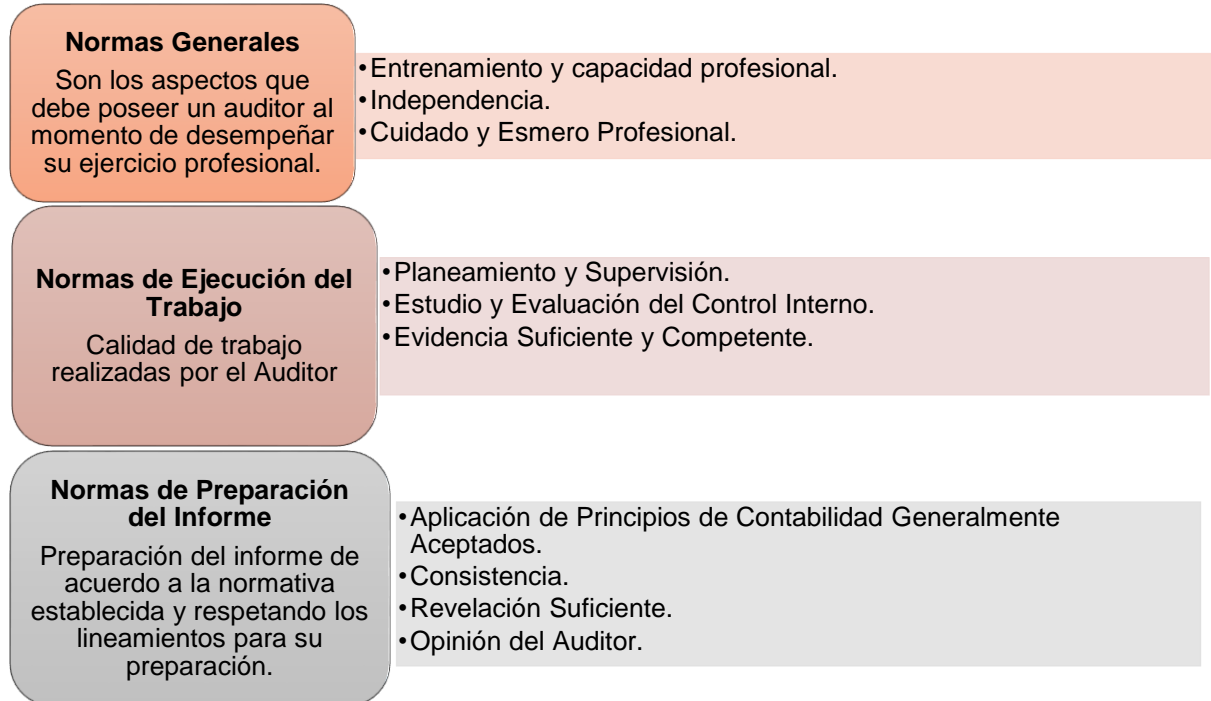 Normas Generales
Son los aspectos que
debe poseer un auditor al
momento de desempeñar
su ejercicio profesional.
•Entrenamiento y capacidad profesional.
•Independencia.
•Cuidado y Esmero Profesional.
Normas de Ejecución del
Trabajo
Calidad de trabajo
realizadas por el Auditor
•Planeamiento y Supervisión.
•Estudio y Evaluación del Control Interno.
•Evidencia Suficiente y Competente.
Normas de Preparación
del Informe
Preparación del informe de
acuerdo a la normativa
establecida y respetando los
lineamientos para su
preparación.
•Aplicación de Principios de Contabilidad Generalmente
Aceptados.
•Consistencia.
•Revelación Suficiente.
•Opinión del Auditor.